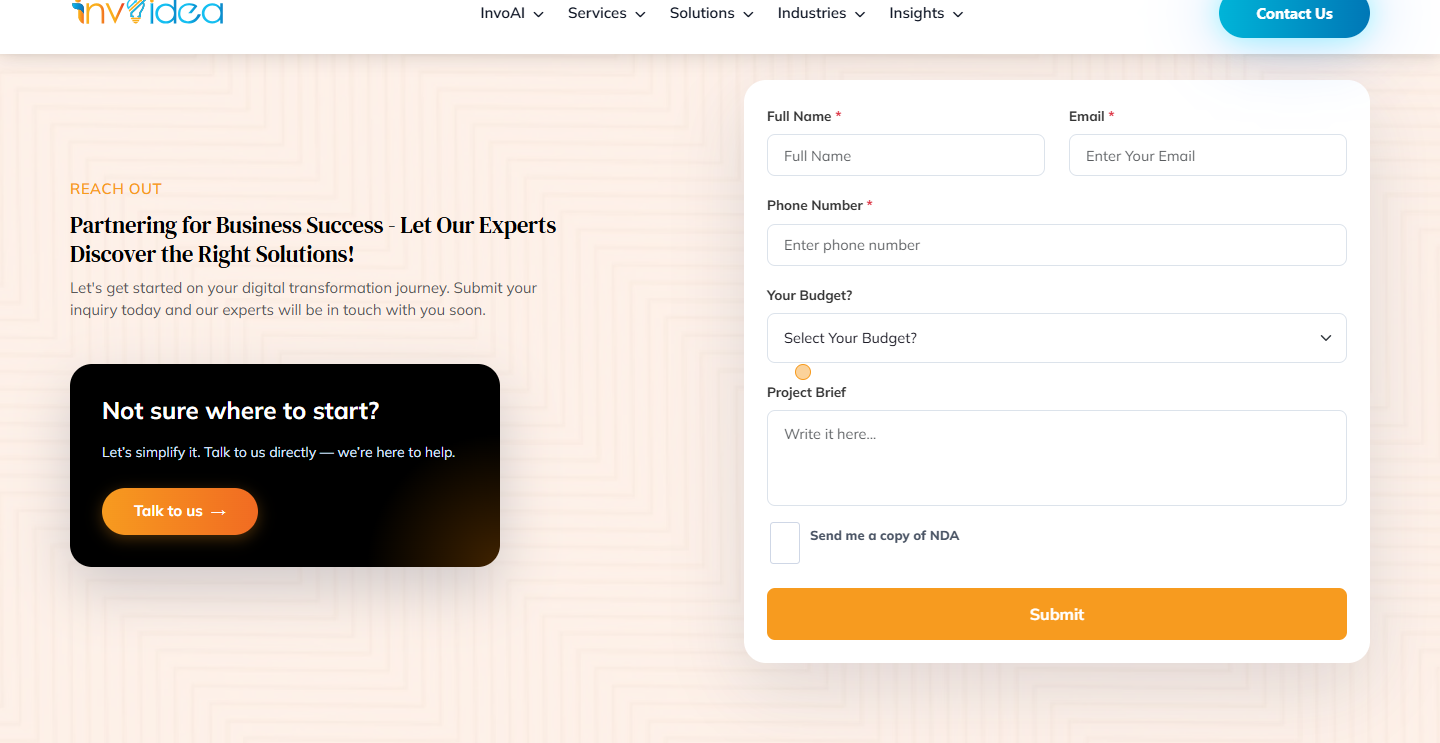 invoidea
InvoAI
Services
Solutions
Industries
Insights
Contact Us
REACH OUT
Partnering for Business Success - Let Our Experts
Discover the Right Solutions!
Let's get started on your digital transformation journey. Submit your
inquiry today and our experts will be in touch with you soon.
Not sure where to start?
Let’s simplify it. Talk to us directly — we’re here to help.
Talk to us →
Full Name *
Full Name
Email *
Enter Your Email
Phone Number *
Enter phone number
Your Budget?
Select Your Budget?
Project Brief
Write it here...
Send me a copy of NDA
Submit